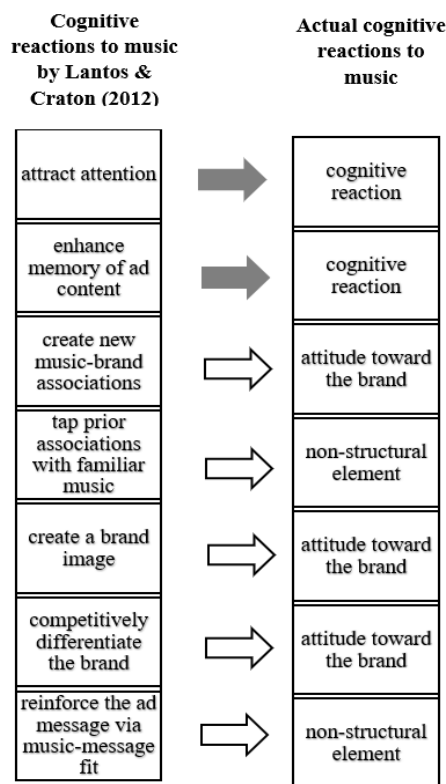 Cognitive
reactions to music
by Lantos &
Craton (2012)
Actual cognitive
reactions to
music
attract attention
cognitive
reaction
enhance
memory of ad
content
cognitive
reaction
create new
music-brand
associations
attitude toward
the brand
tap prior
associations
with familiar
music
non-structural
element
create a brand
image
attitude toward
the brand
competitively
differentiate
the brand
attitude toward
the brand
reinforce the ad
message via
music-message
fit
non-structural
element